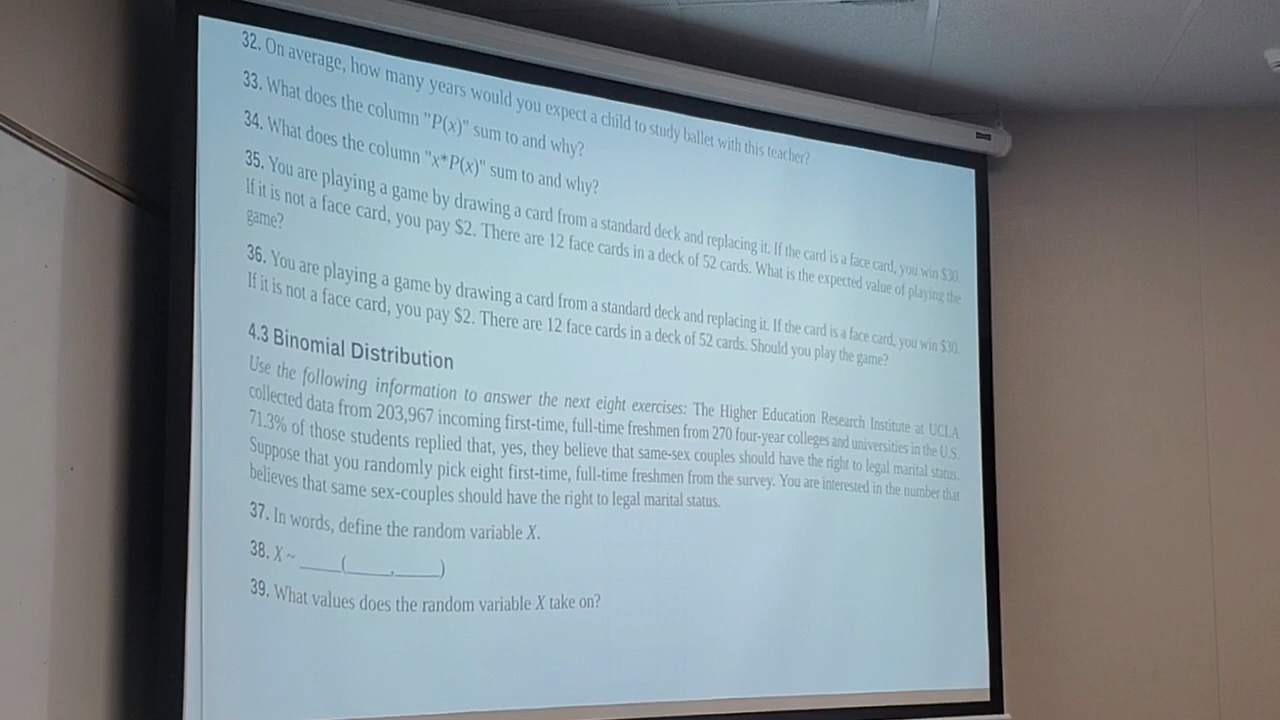 32. On average, how many years would you expect a child to study ballet with this teacher?
33. What does the column "P(x)" sum to and why?
34. What does the column "x*P(x)" sum to and why?
35. You are playing a game by drawing a card from a standard deck and replacing it. If the card is a face card, you win $30.
If it is not a face card, you pay $2. There are 12 face cards in a deck of 52 cards. What is the expected value of playing the
game?
36. You are playing a game by drawing a card from a standard deck and replacing it. If the card is a face card, you win $30.
If it is not a face card, you pay $2. There are 12 face cards in a deck of 52 cards. Should you play the game?
4.3 Binomial Distribution
Use the following information to answer the next eight exercises: The Higher Education Research Institute at UCLA
collected data from 203,967 incoming first-time, full-time freshmen from 270 four-year colleges and universities in the U.S.
71.3% of those students replied that, yes, they believe that same-sex couples should have the right to legal marital status.
Suppose that you randomly pick eight first-time, full-time freshmen from the survey. You are interested in the number that
believes that same sex-couples should have the right to legal marital status.
37. In words, define the random variable X.
38. X ~ _____(_____,_____)
39. What values does the random variable X take on?